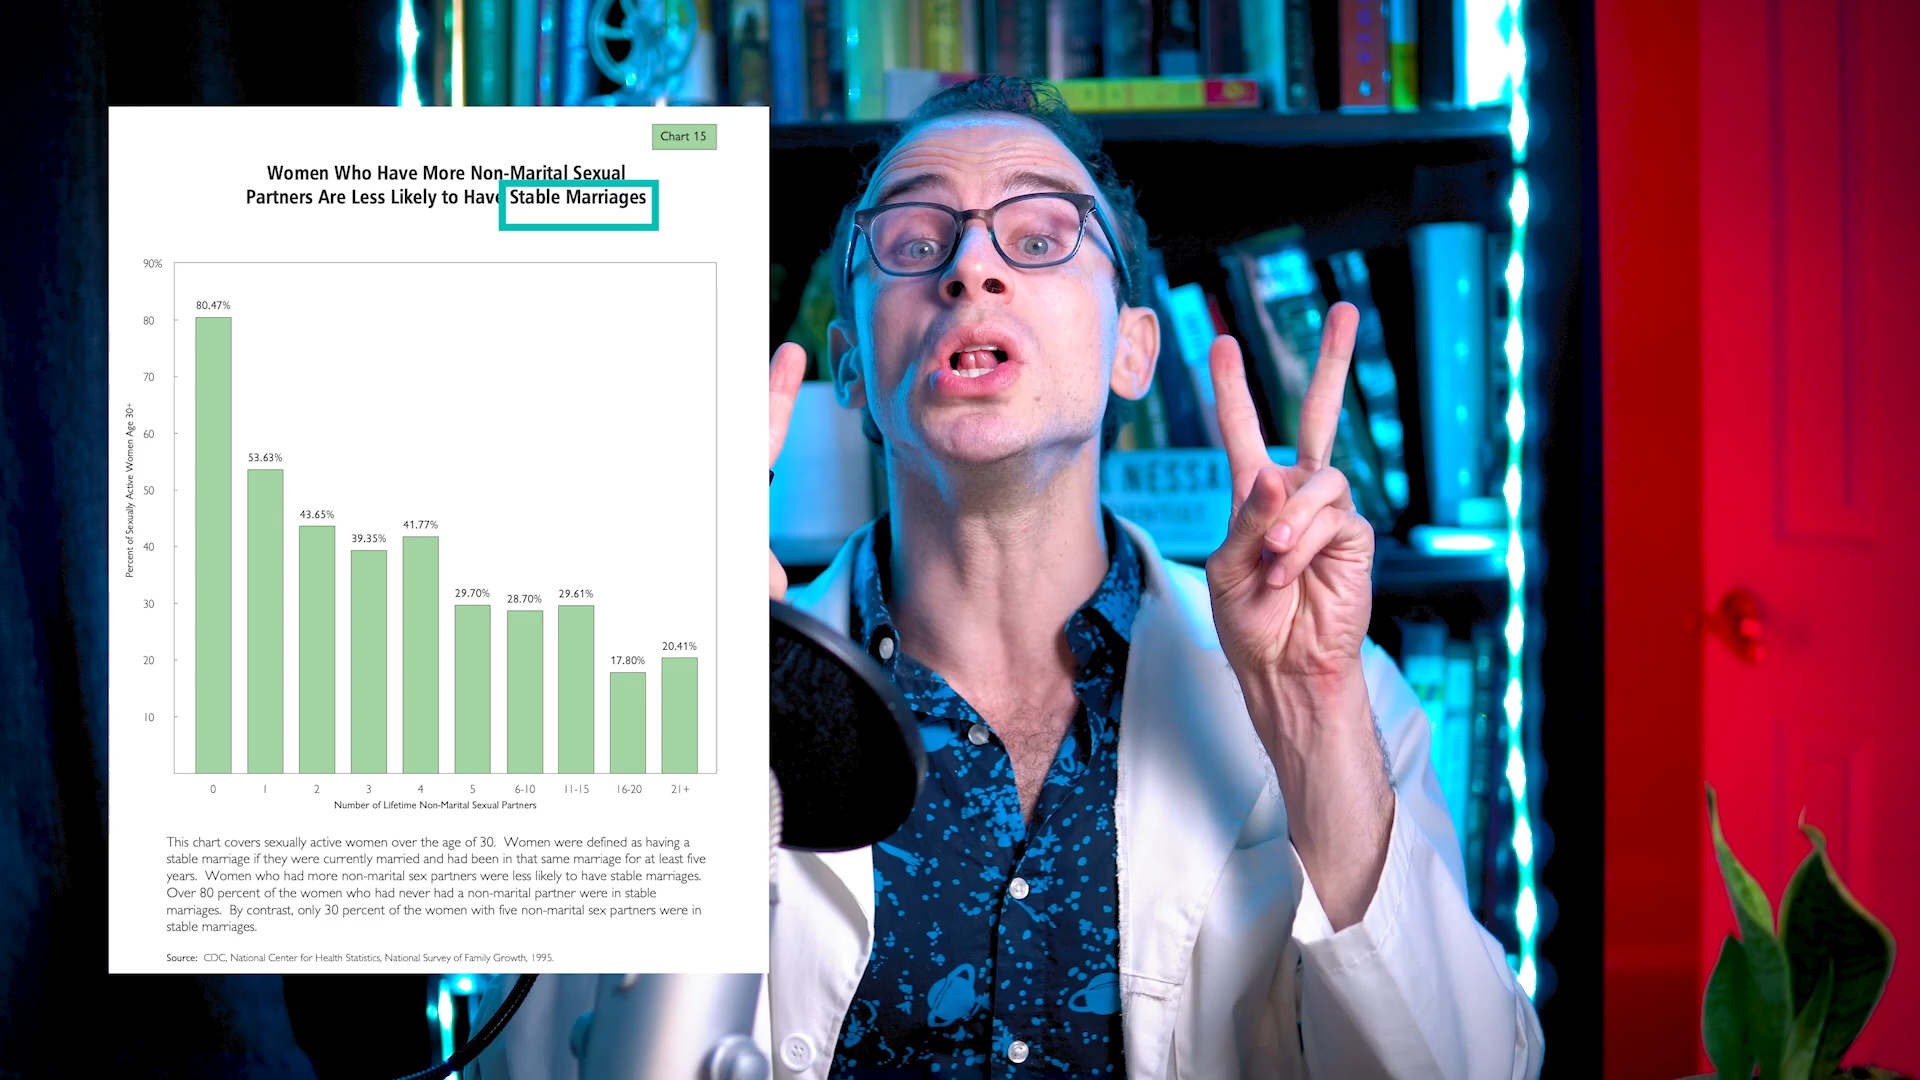 Chart 15
Women Who Have More Non-Marital Sexual
Partners Are Less Likely to Have Stable Marriages
90%
80
70
60
50
40
30
20
10
Percent of Sexually Active Women Age 30+
80.47%
53.63%
43.65%
39.35%
41.77%
29.70%
28.70%
29.61%
17.80%
20.41%
0 1 2 3 4 5 6-10 11-15 16-20 21+
Number of Lifetime Non-Marital Sexual Partners
This chart covers sexually active women over the age of 30. Women were defined as having a
stable marriage if they were currently married and had been in that same marriage for at least five
years. Women who had more non-marital sex partners were less likely to have stable marriages.
Over 80 percent of the women who had never had a non-marital partner were in stable
marriages. By contrast, only 30 percent of the women with five non-marital sex partners were in
stable marriages.
Source: CDC, National Center for Health Statistics, National Survey of Family Growth, 1995.
NESSA